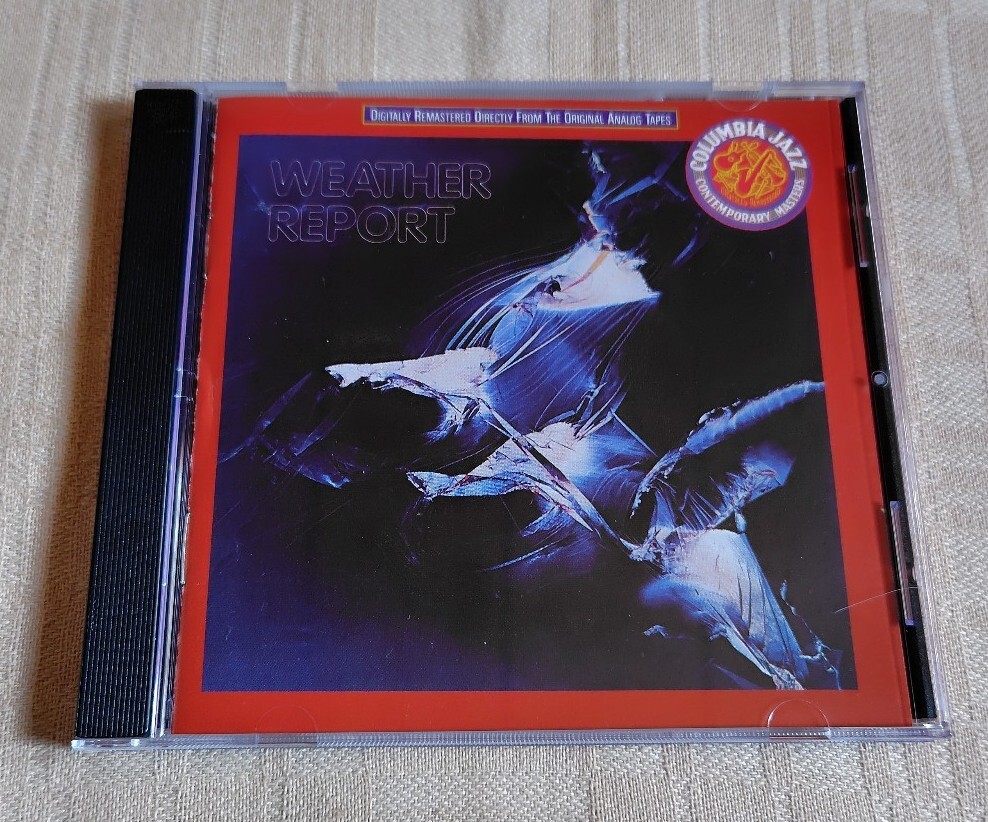 DIGITALLY REMASTERED DIRECTLY FROM THE ORIGINAL ANALOG TAPES
WEATHER
REPORT
COLUMBIA JAZZ
CONTEMPORARY MASTERS